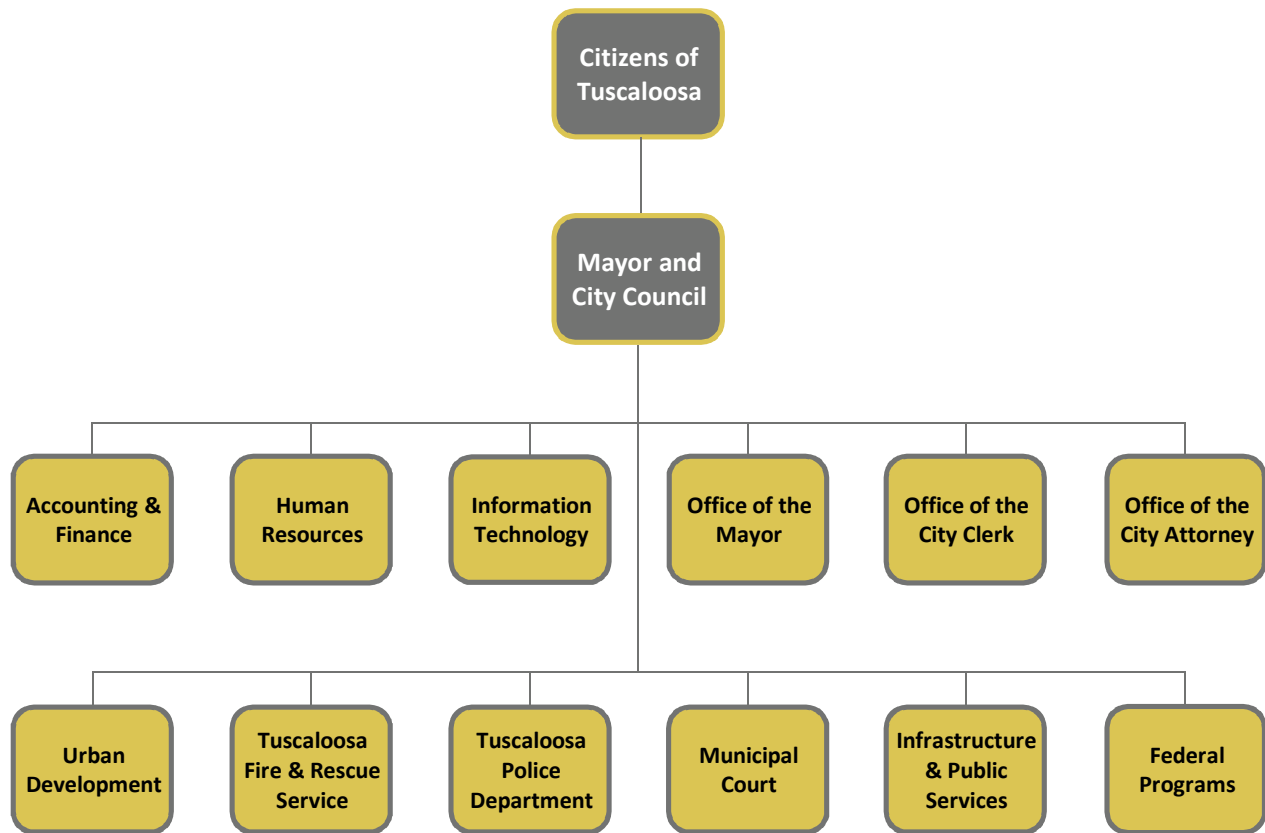 Citizens of
Tuscaloosa
Mayor and
City Council
Accounting &
Finance
Human
Resources
Information
Technology
Office of the
Mayor
Office of the
City Clerk
Office of the
City Attorney
Urban
Development
Tuscaloosa
Fire & Rescue
Service
Tuscaloosa
Police
Department
Municipal
Court
Infrastructure
& Public
Services
Federal
Programs